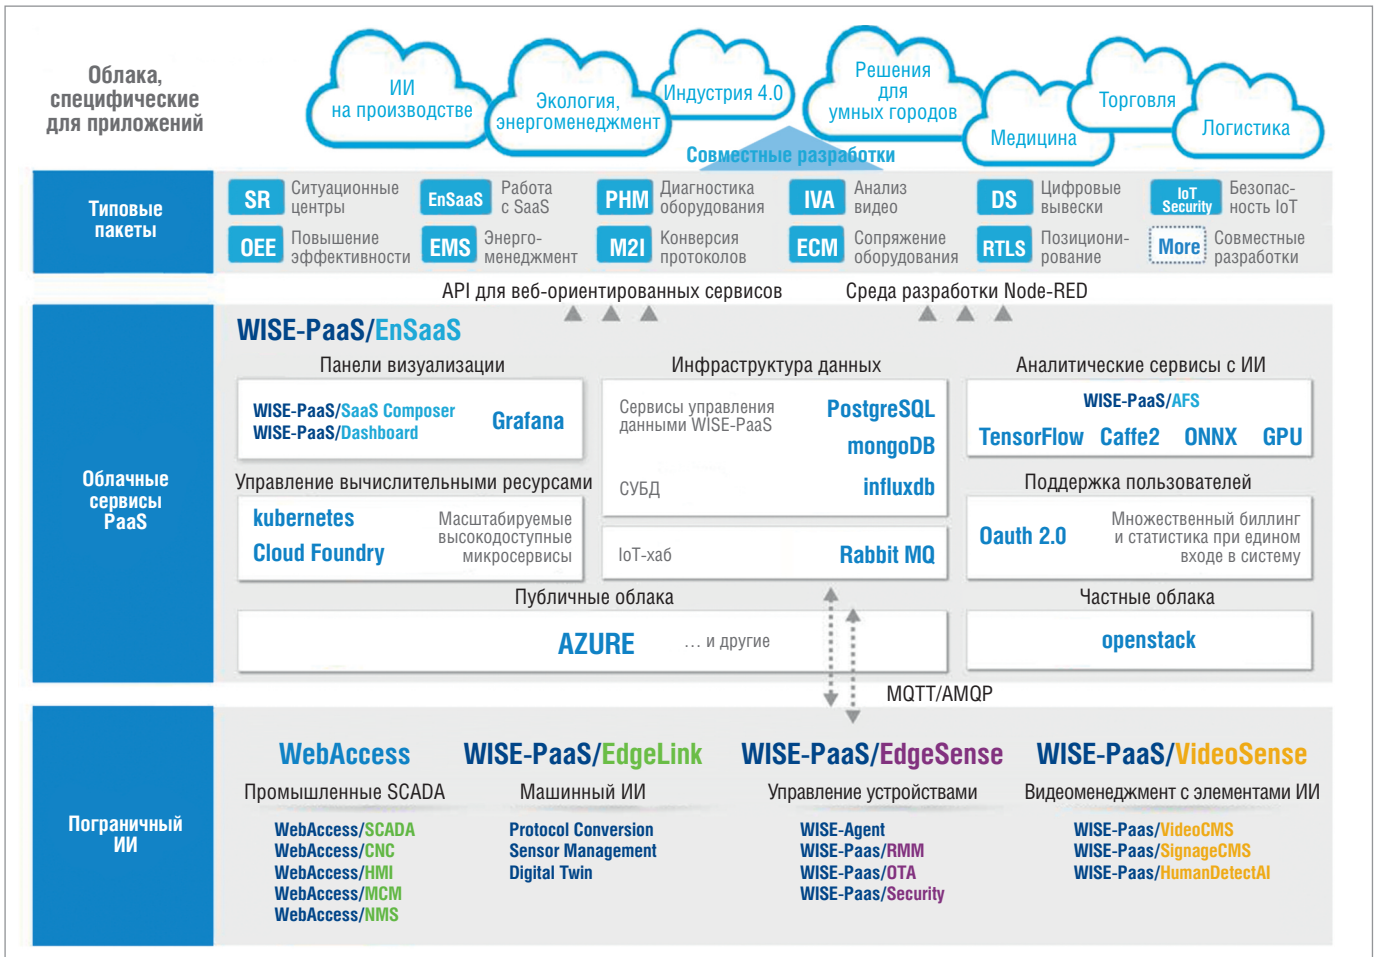 Облака,
специфические
для приложений
ИИ
на производстве
Экология,
энергоменеджмент
Индустрия 4.0
Решения
для
умных городов
Медицина
Торговля
Логистика
Совместные разработки
Типовые
пакеты
SR
Ситуационные
центры
EnSaaS
Работа
с SaaS
PHM
Диагностика
оборудования
IVA
Анализ
видео
DS
Цифровые
вывески
IoT
Security
Безопас-
ность IoT
OEE
Повышение
эффективности
EMS
Энерго-
менеджмент
M2I
Конверсия
протоколов
ECM
Сопряжение
оборудования
RTLS
Позициони-
рование
More
Совместные
разработки
API для веб-ориентированных сервисов
Среда разработки Node-RED
Облачные
сервисы
PaaS
WISE-PaaS/EnSaaS
Панели визуализации
WISE-PaaS/SaaS Composer
WISE-PaaS/Dashboard
Grafana
Инфраструктура данных
Сервисы управления
данными WISE-PaaS
PostgreSQL
mongoDB
СУБД
influxdb
Аналитические сервисы с ИИ
WISE-PaaS/AFS
TensorFlow Caffe2 ONNX GPU
Управление вычислительными ресурсами
kubernetes
Cloud Foundry
Масштабируемые
высокодоступные
микросервисы
IoT-хаб
Rabbit MQ
Поддержка пользователей
Oauth 2.0
Множественный биллинг
и статистика при едином
входе в систему
Публичные облака
AZURE
... и другие
Частные облака
openstack
MQTT/AMQP
Пограничный
ИИ
WebAccess
Промышленные SCADA
WebAccess/SCADA
WebAccess/CNC
WebAccess/HMI
WebAccess/MCM
WebAccess/NMS
WISE-PaaS/EdgeLink
Машинный ИИ
Protocol Conversion
Sensor Management
Digital Twin
WISE-PaaS/EdgeSense
Управление устройствами
WISE-Agent
WISE-Paas/RMM
WISE-Paas/OTA
WISE-Paas/Security
WISE-PaaS/VideoSense
Видеоменеджмент с элементами ИИ
WISE-Paas/VideoCMS
WISE-Paas/SignageCMS
WISE-Paas/HumanDetectAI